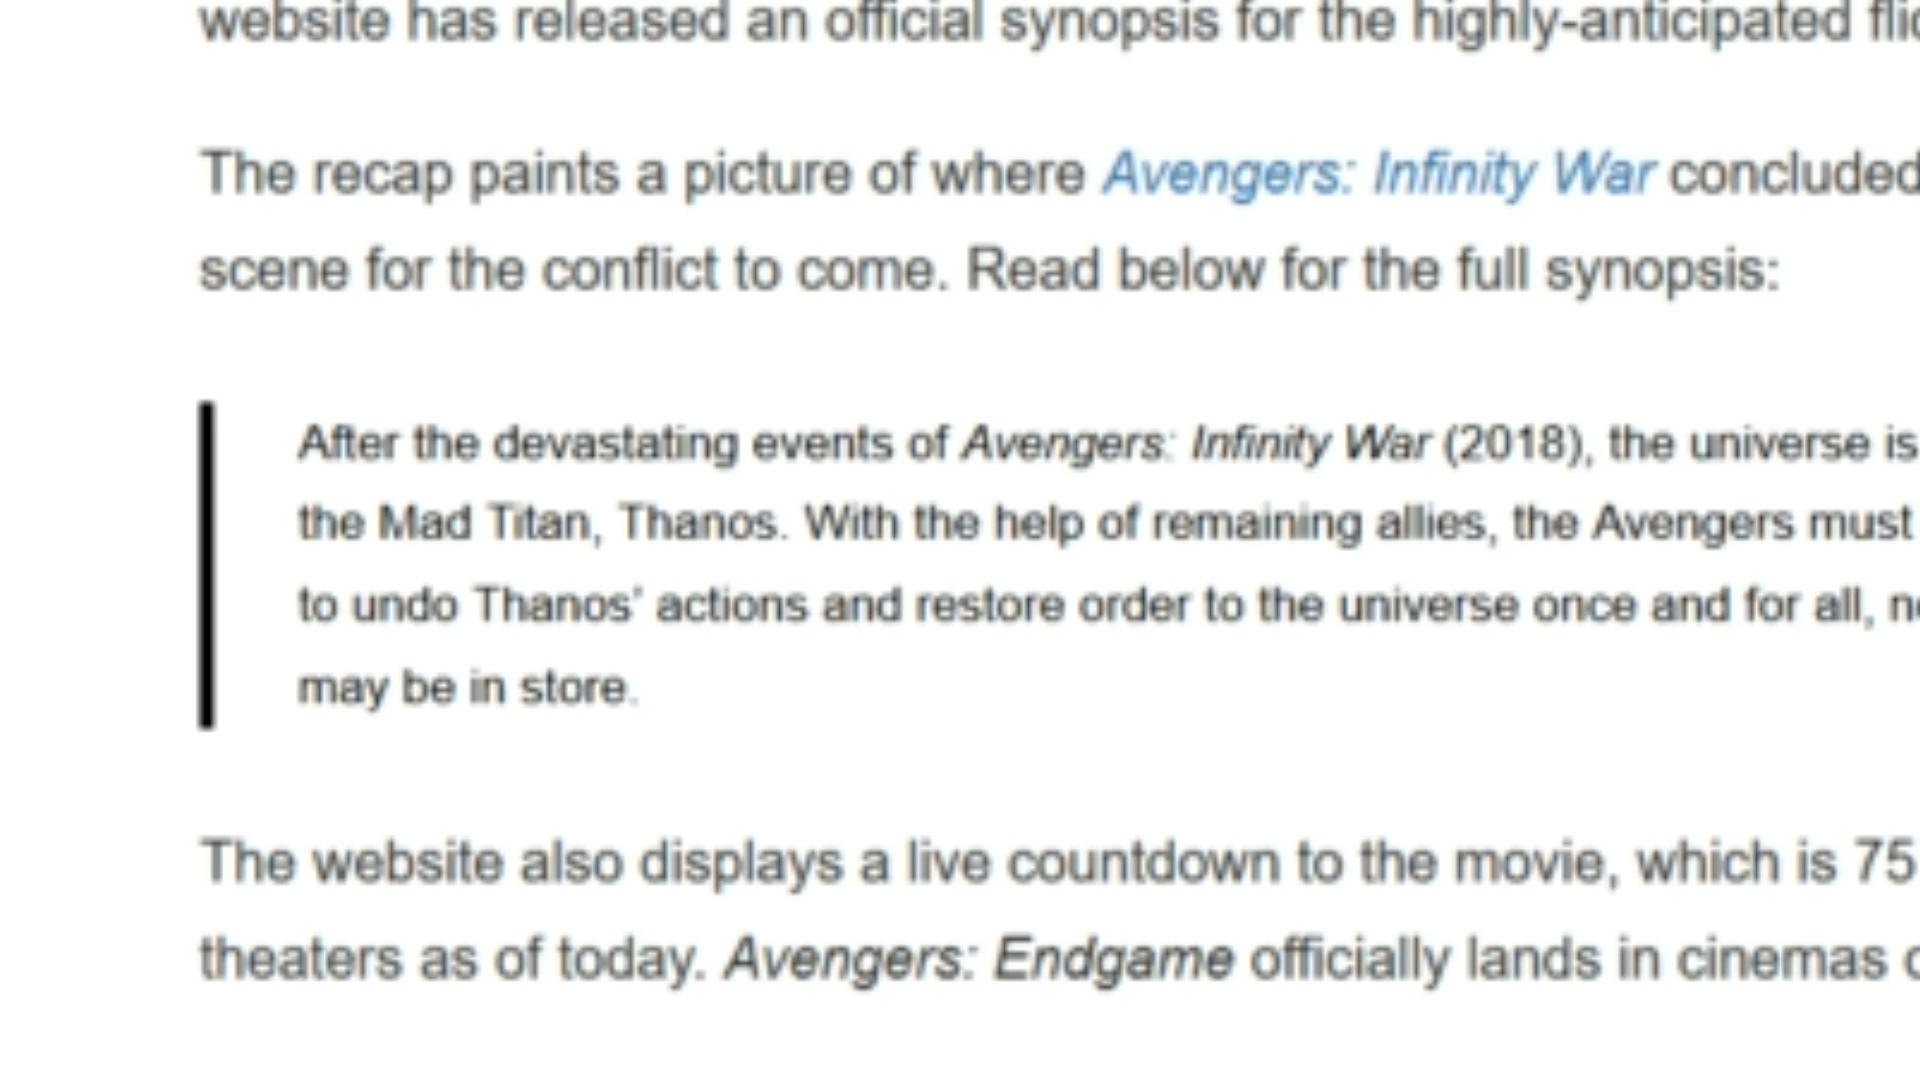 website has released an official synopsis for the highly-anticipated
The recap paints a picture of where Avengers: Infinity War concluded
scene for the conflict to come. Read below for the full synopsis:
After the devastating events of Avengers: Infinity War (2018), the universe is
the Mad Titan, Thanos. With the help of remaining allies, the Avengers must
to undo Thanos' actions and restore order to the universe once and for all,
may be in store.
The website also displays a live countdown to the movie, which is 75
theaters as of today. Avengers: Endgame officially lands in cinemas